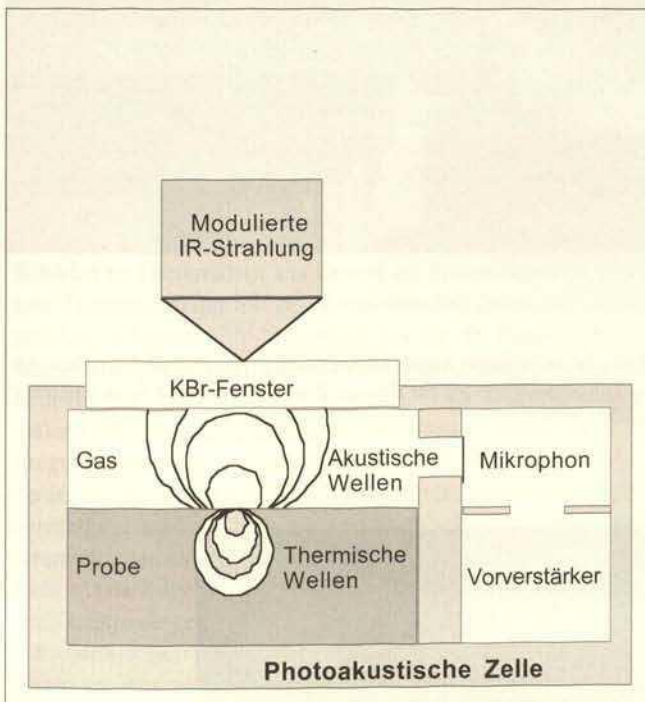 Modulierte
IR-Strahlung
KBr-Fenster
Gas
Akustische
Wellen
Mikrophon
Probe
Thermische
Wellen
Vorverstärker
Photoakustische Zelle